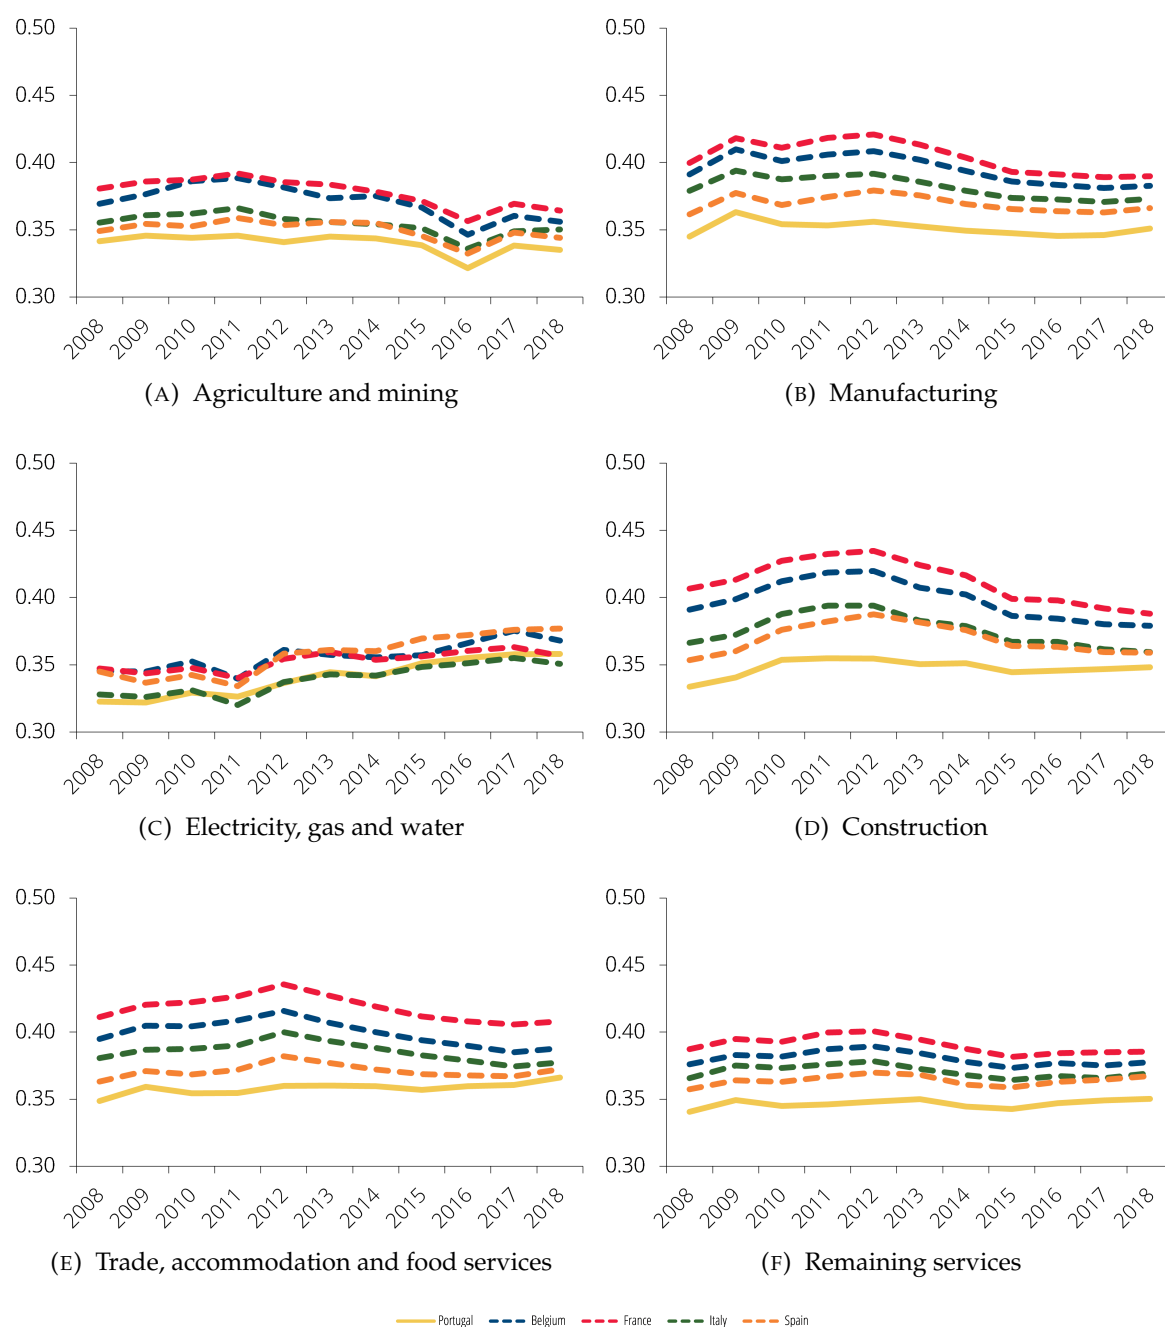 0.50
0.45
0.40
0.35
0.30
2008 2009 2010 2011 2012 2013 2014 2015 2016 2017 2018
(A) Agriculture and mining
0.50
0.45
0.40
0.35
0.30
2008 2009 2010 2011 2012 2013 2014 2015 2016 2017 2018
(B) Manufacturing
0.50
0.45
0.40
0.35
0.30
2008 2009 2010 2011 2012 2013 2014 2015 2016 2017 2018
(C) Electricity, gas and water
0.50
0.45
0.40
0.35
0.30
2008 2009 2010 2011 2012 2013 2014 2015 2016 2017 2018
(D) Construction
0.50
0.45
0.40
0.35
0.30
2008 2009 2010 2011 2012 2013 2014 2015 2016 2017 2018
(E) Trade, accommodation and food services
0.50
0.45
0.40
0.35
0.30
2008 2009 2010 2011 2012 2013 2014 2015 2016 2017 2018
(F) Remaining services
Portugal Belgium France Italy Spain